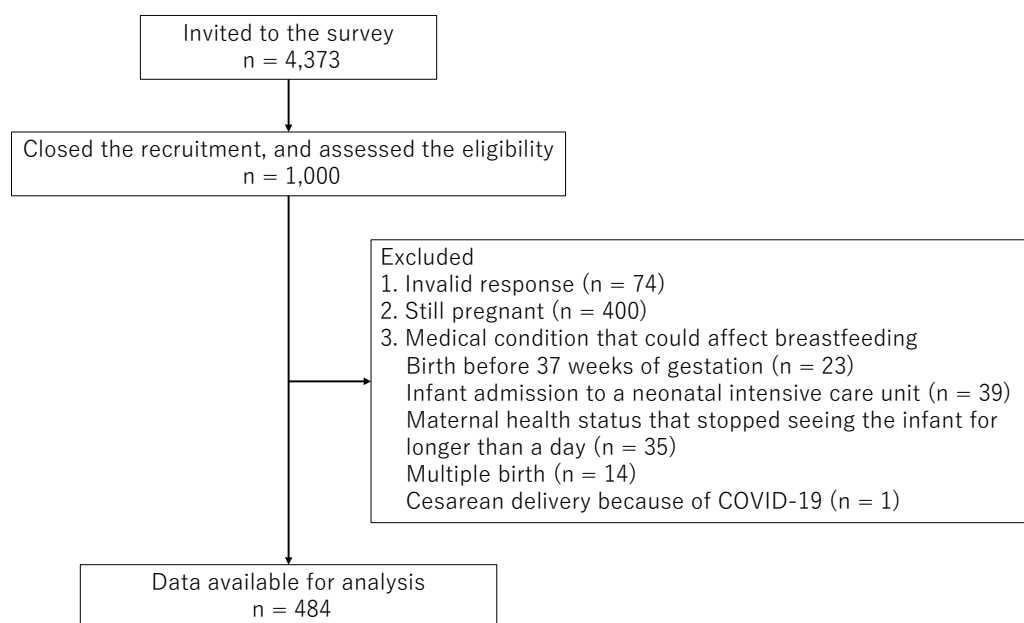 Invited to the survey
n = 4,373
Closed the recruitment, and assessed the eligibility
n = 1,000
Excluded
1. Invalid response (n = 74)
2. Still pregnant (n = 400)
3. Medical condition that could affect breastfeeding
Birth before 37 weeks of gestation (n = 23)
Infant admission to a neonatal intensive care unit (n = 39)
Maternal health status that stopped seeing the infant for
longer than a day (n = 35)
Multiple birth (n = 14)
Cesarean delivery because of COVID-19 (n = 1)
Data available for analysis
n = 484